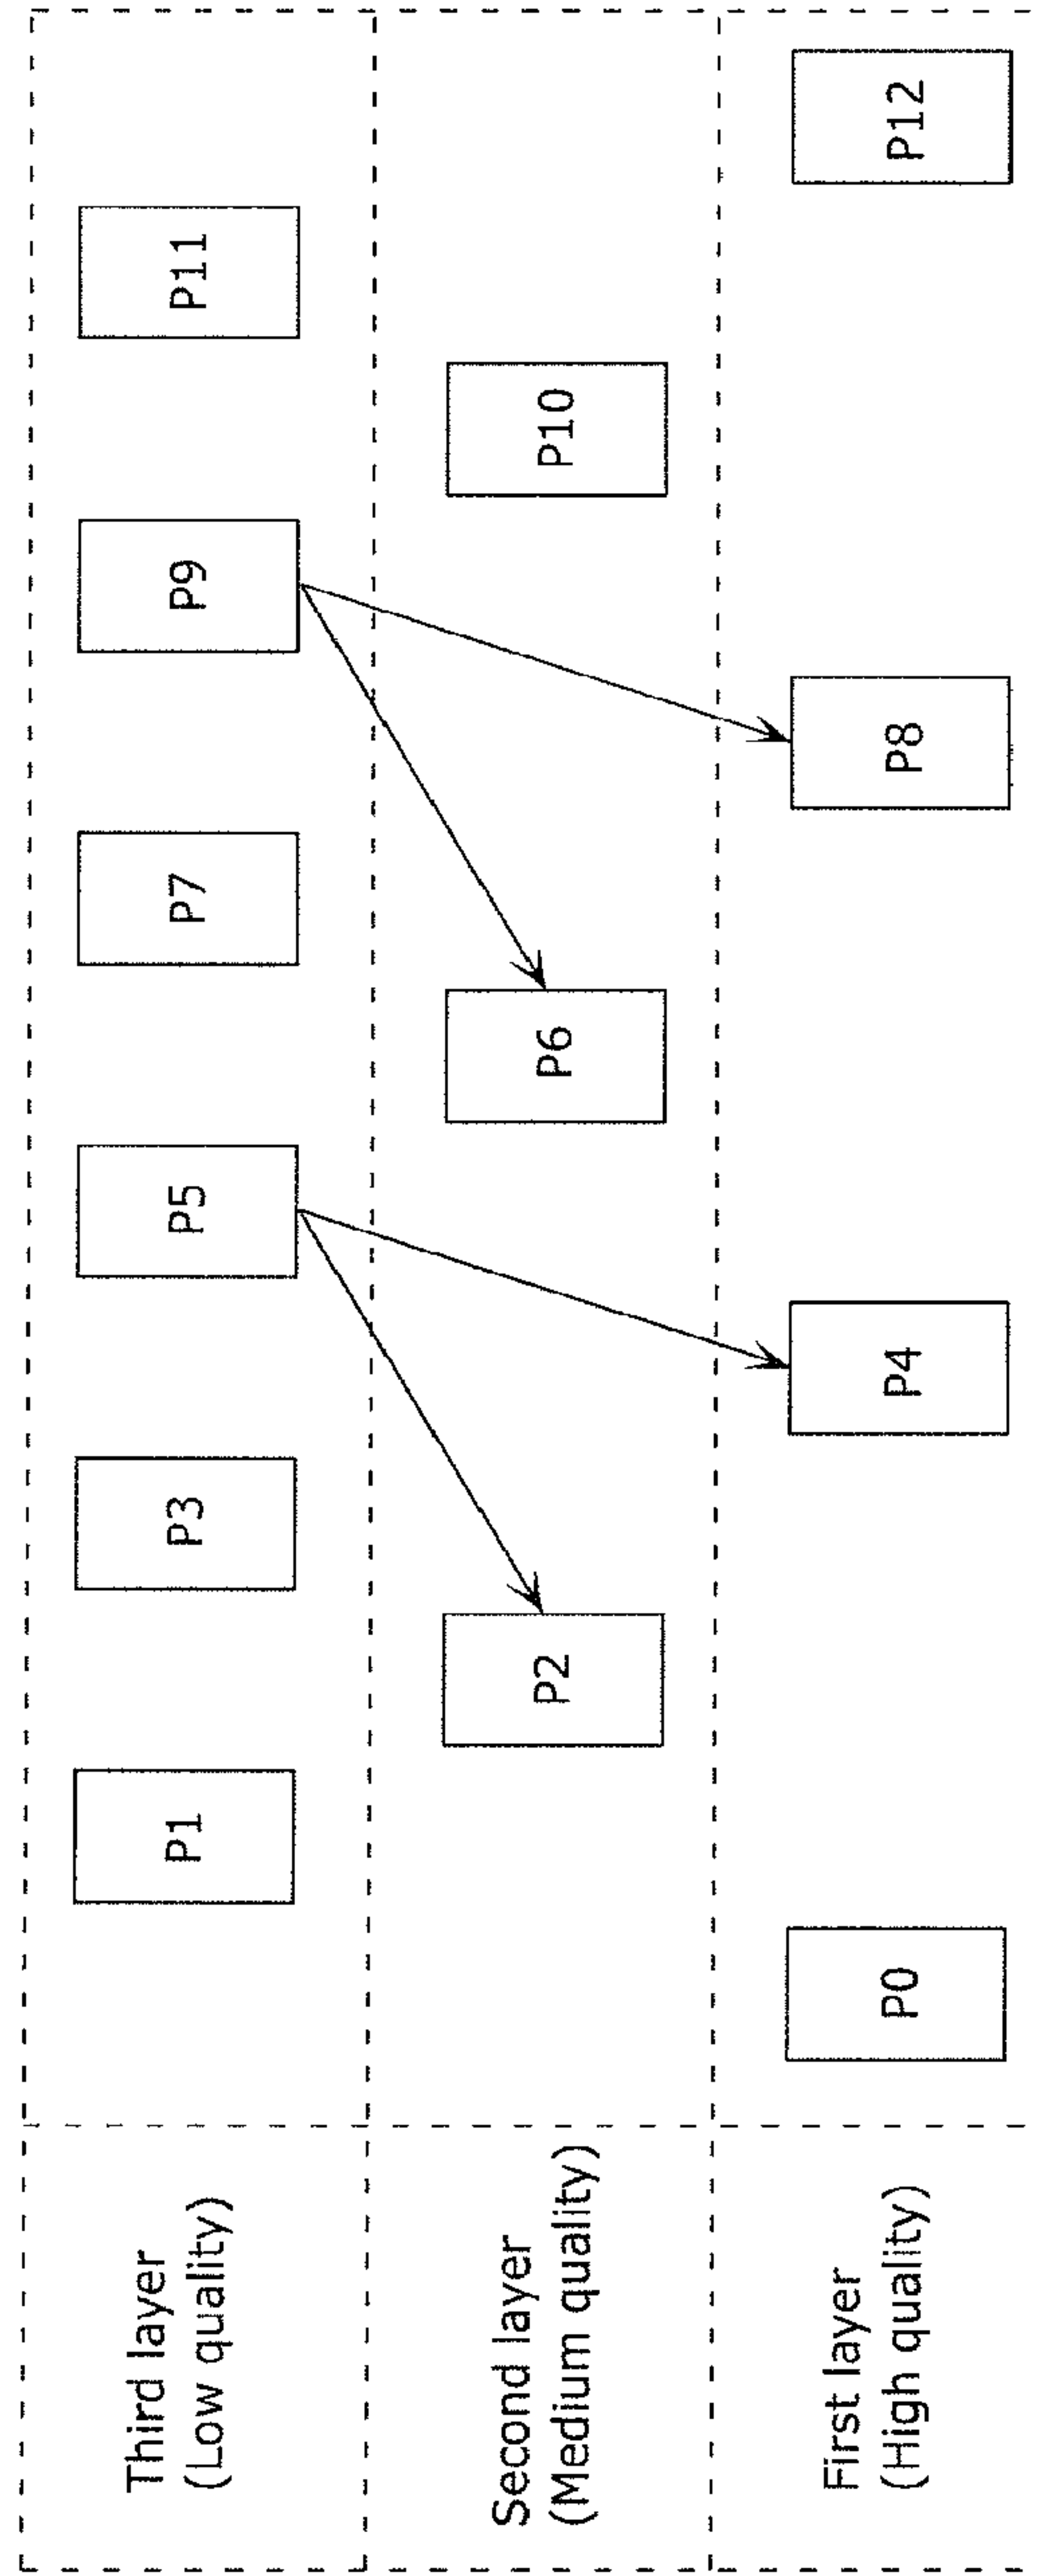 Third layer
(Low quality)
P1
P3
P5
P7
P9
P11
Second layer
(Medium quality)
P2
P6
P10
First layer
(High quality)
P0
P4
P8
P12